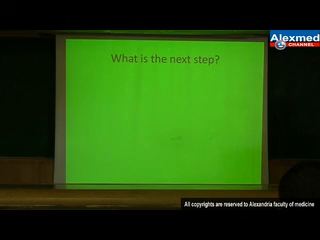 Alexmed
CHANNEL
What is the next step?
All copyrights are reserved to Alexandria faculty of medicine